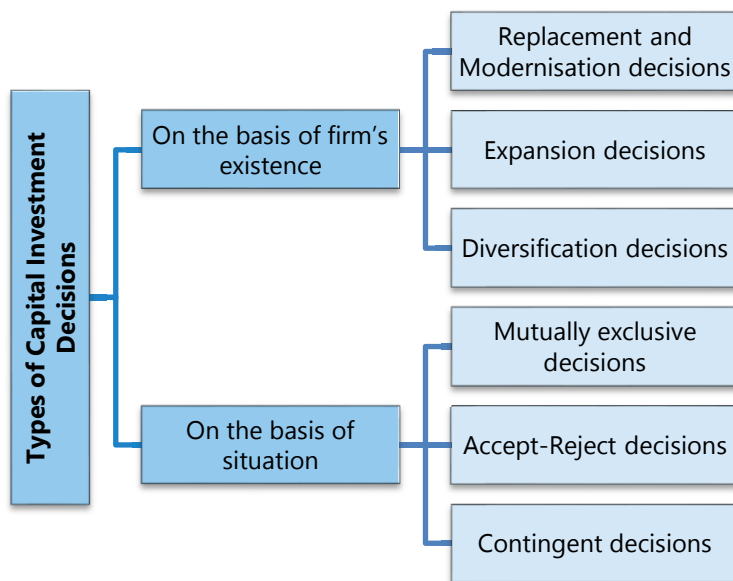 Types of Capital Investment
Decisions
On the basis of firm's
existence
Replacement and
Modernisation decisions
Expansion decisions
Diversification decisions
On the basis of
situation
Mutually exclusive
decisions
Accept-Reject decisions
Contingent decisions